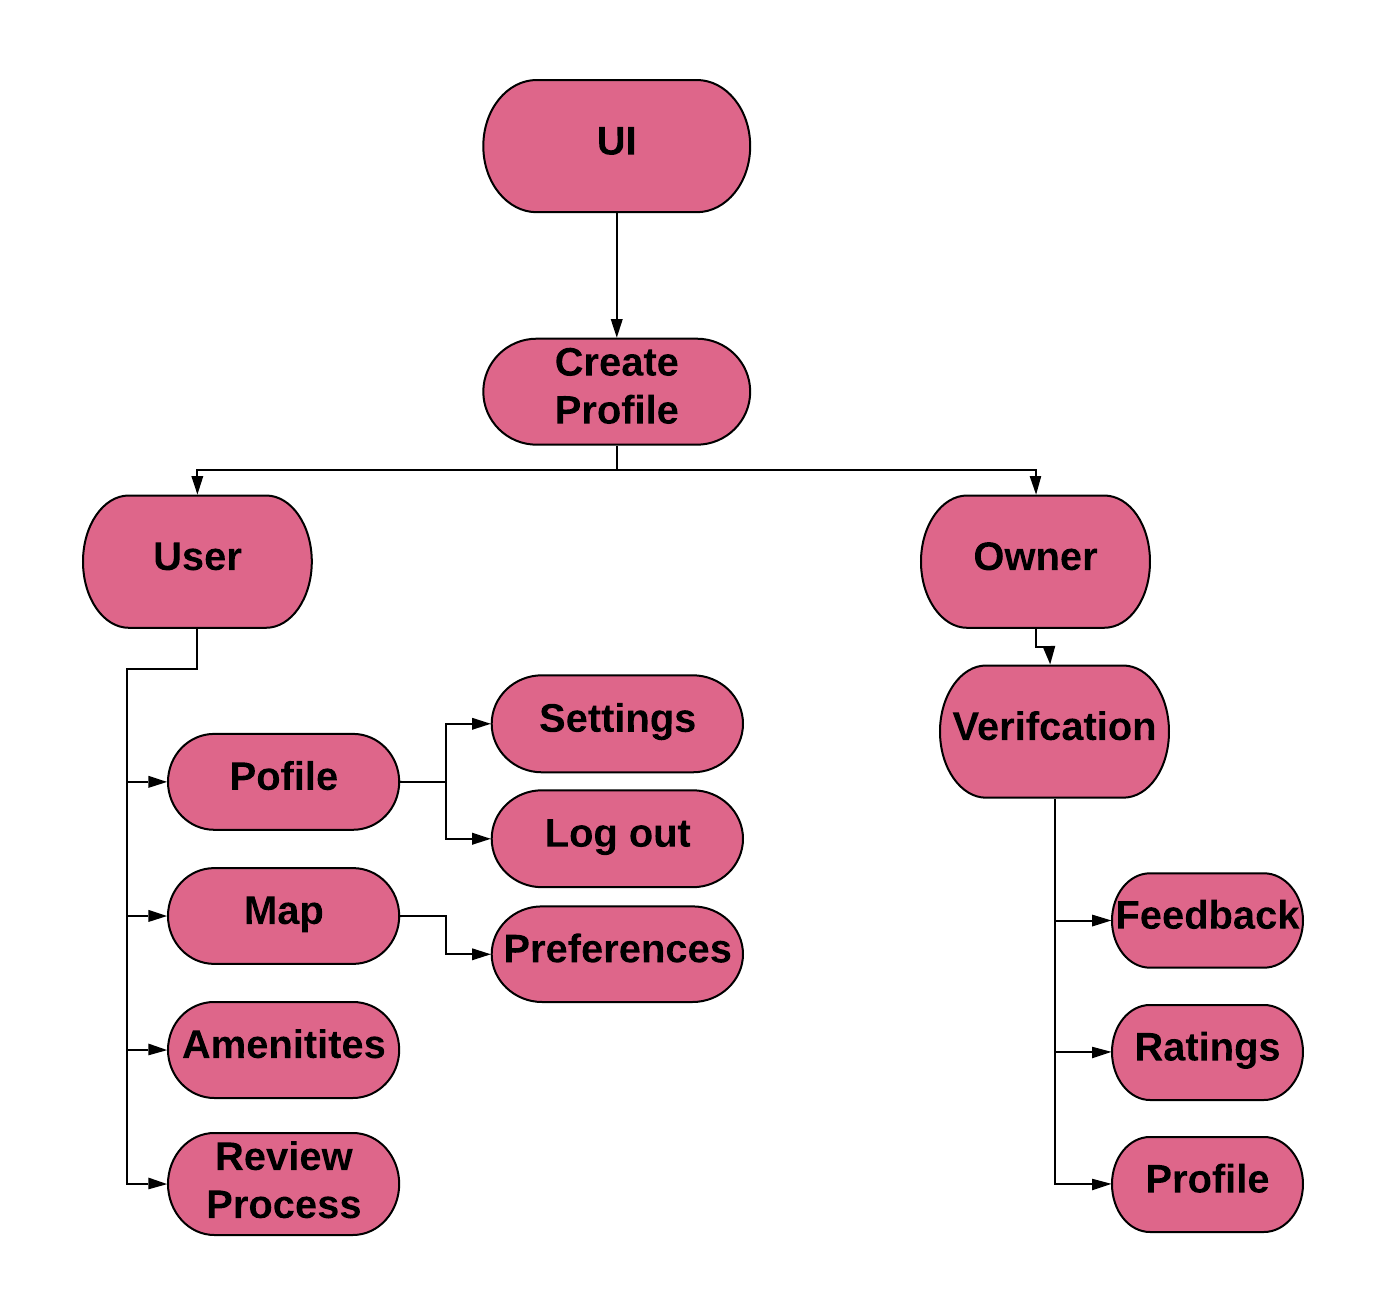 UI
Create
Profile
User
Owner
Verifcation
Pofile
Settings
Log out
Map
Preferences
Amenitites
Review
Process
Feedback
Ratings
Profile